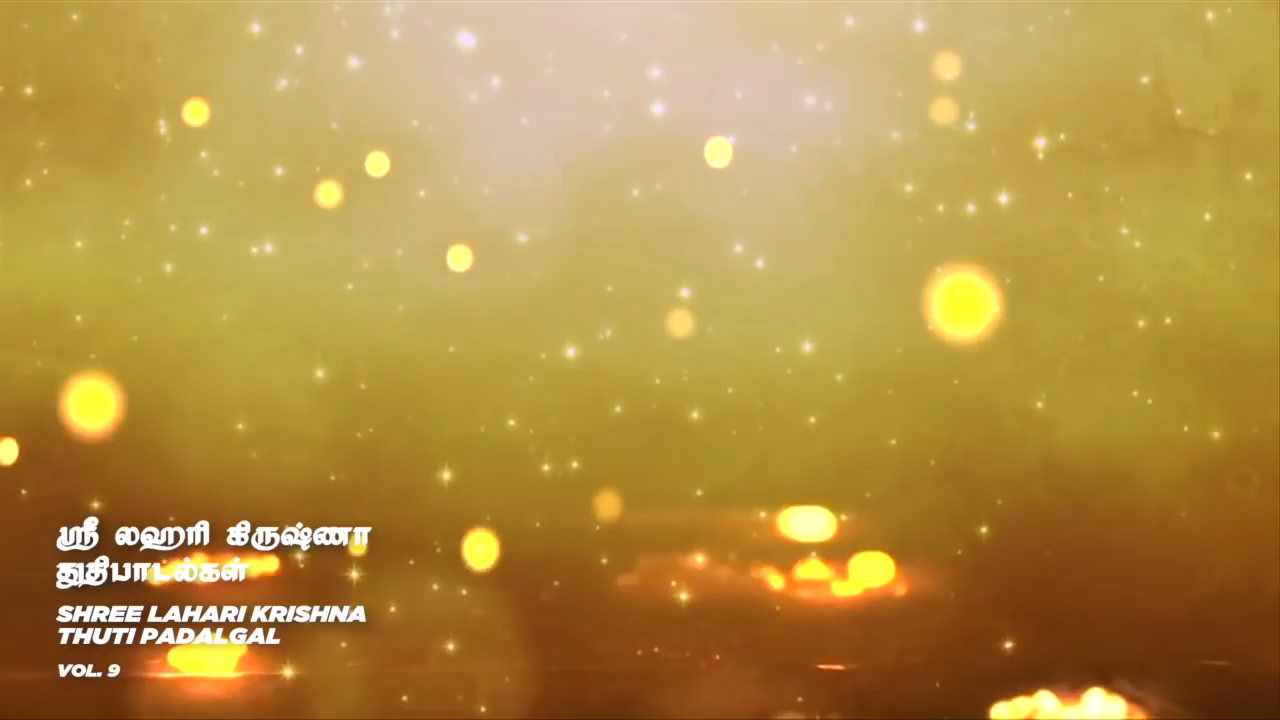 ஸ்ரீ லஹரி கிருஷ்ணா
துதிபாடல்கள்
SHREE LAHARI KRISHNA
THUTI PADALGAL
VOL. 9